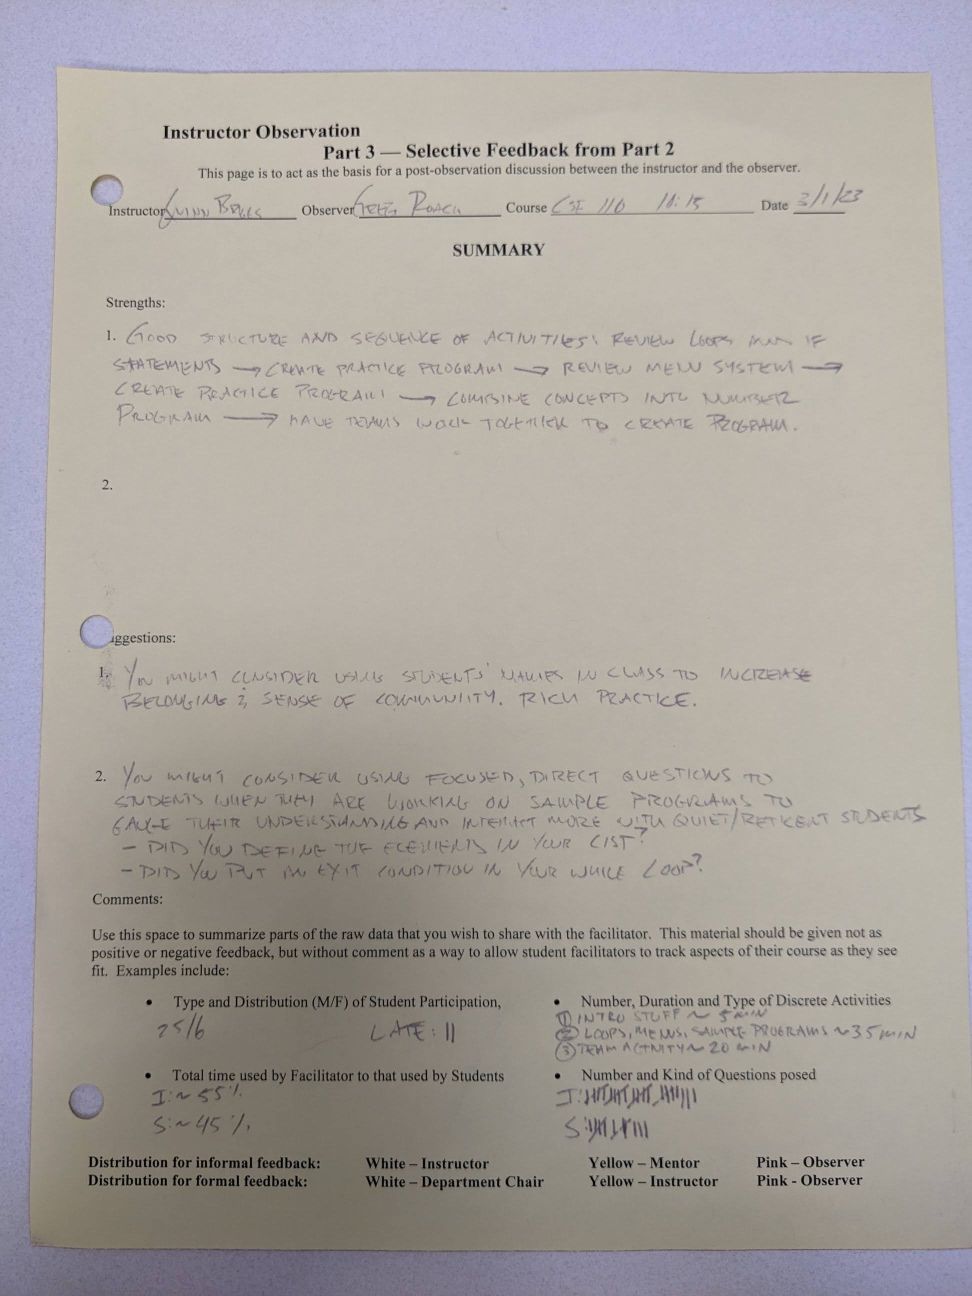 Instructor Observation
Part 3 — Selective Feedback from Part 2
This page is to act as the basis for a post-observation discussion between the instructor and the observer.
Instructor Quinn Observer Roach Course CSE 110 Date 3/1/23
SUMMARY
Strengths:
1. GOOD STRUCTURE AND SEQUENCE OF ACTIVITIES: REVIEW LOOPS IF
STATEMENTS → CREATE PRACTICE PROGRAM → REVIEW MENU SYSTEM →
CREATE PRACTICE PROGRAM → COMBINE CONCEPTS INTO NUMBER
PROGRAM → HAVE TEAMS WORK TOGETHER TO CREATE PROGRAM.
2.
ggestions:
1. YOU MIGHT CONSIDER USING STUDENTS' NAMES IN CLASS TO INCREASE
BELONGING & SENSE OF COMMUNITY. RICH PRACTICE.
2. YOU MIGHT CONSIDER USING FOCUSED, DIRECT QUESTIONS TO
STUDENTS WHEN THEY ARE WORKING ON SAMPLE PROGRAMS TO
GAUGE THEIR UNDERSTANDING AND INTERACT MORE WITH QUIET/RETICENT STUDENTS
- DID YOU DEFINE THE ELEMENTS IN YOUR LIST?
- DID YOU PUT AN EXIT CONDITION IN YOUR WHILE LOOP?
Comments:
Use this space to summarize parts of the raw data that you wish to share with the facilitator. This material should be given not as
positive or negative feedback, but without comment as a way to allow student facilitators to track aspects of their course as they see
fit. Examples include:
• Type and Distribution (M/F) of Student Participation,
25/6 LATE: ||
• Number, Duration and Type of Discrete Activities
① INTRO STUFF ~ 5 MIN
② LOOPS, MENUS, SAMPLE PROGRAMS ~ 35 MIN
③ TEAM ACTIVITY ~ 20 MIN
• Total time used by Facilitator to that used by Students
I: ~ 55%
S: ~ 45%
• Number and Kind of Questions posed
I:
S:
Distribution for informal feedback: White – Instructor Yellow – Mentor Pink – Observer
Distribution for formal feedback: White – Department Chair Yellow – Instructor Pink - Observer